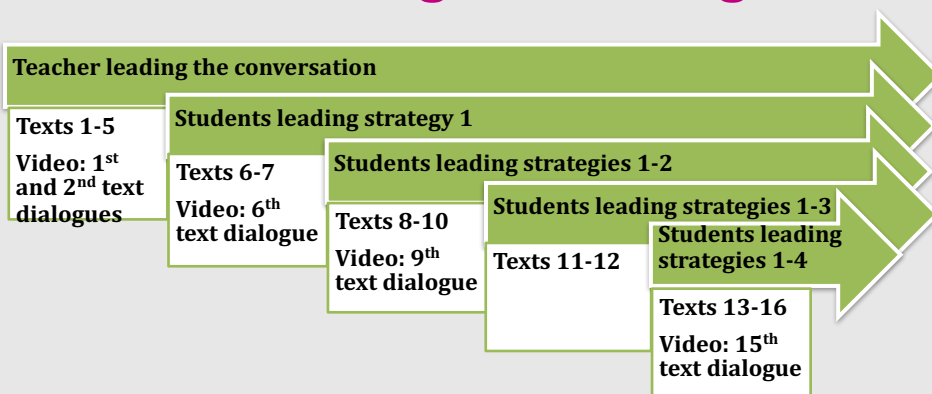 Teacher leading the conversation
Texts 1-5
Video: 1st
and 2nd text
dialogues
Students leading strategy 1
Texts 6-7
Video: 6th
text dialogue
Students leading strategies 1-2
Texts 8-10
Video: 9th
text dialogue
Students leading strategies 1-3
Texts 11-12
Students leading
strategies 1-4
Texts 13-16
Video: 15th
text dialogue